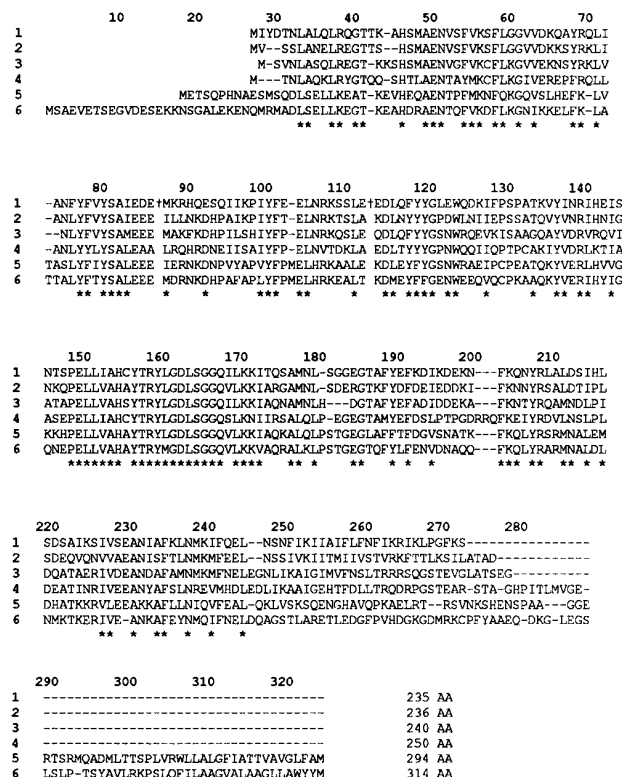 10 20 30 40 50 60 70
1 MIYDTNLALQLRQGTTK-AHSMAENVSFVKSFLGGVVDKQAYRQLI
2 MV--SSLANELREGTTS--HSMAENVSFVKSFLGGVVDKKSYRKLI
3 M-SVNLASQLREGTKKSHSMAENVGFVKCFLKGVVEKNSYRKLV
4 M---TNLAQKLRYGTQQ-SHTLAENTAYMKCFLKGIVEREPFRQLL
5 METSQPHNAESMSQDLSELLKEAT-KEVHEQAENTPFMKNFQKGQVSLHEFK-LV
6 MSAEVETSEGVDESEKKNSGALEKENQMRMADLSELLKEGT-KEAHDRAENTQFVKDFLKGNIKKELFK-LA
80 90 100 110 120 130 140
1 -ANFYFVYSAIEDE†MKRHQESQIIKPIYFE-ELNRKSSLE†EDLQFYYGLEWQDKIFPSPATKVYINRIHEIS
2 ANLYFVYSAMEEE ILLNKDHPAIKPIYFT-ELNRKTSLA KDLNYYYGPDWLNIIEPSSATQVYVNRIHNIG
3 --NLYFVYSAMEEE MAKFKDHPILSHIYFP-ELNRKQSLE QDLQFYYGSNWRQEVKISAAGQAYVDRVRQVI
4 ANLYYLYSALEAA LRQHRDNEIISAIYFP-ELNVTDKLA EDLTYYYGPNWQQIIQPTPCAKIYVDRLKTIA
5 TASLYFIYSALEEE IERNKDNPVYAPVYFPMELHRKAALE KDLEYFYGSNWRAEIPCPEATQKYVERLHVVG
6 TTALYFTYSALEEE MDRNKDHPAFAPLYFPMELHRKEALT KDMEYFFGENWEEQVQCPKAAQKYVERIHYIG
150 160 170 180 190 200 210
1 NTSPELLIAHCYTRYLGDLSGGQILKKITQSAMNL-SGGEGTAFYEFKDIKDEKN---FKQNYRLALDSIHL
2 NKQPELLVAHAYTRYLGDLSGGQVLKKIARGAMNL-SDERGTKFYDFDEIEDDKI---FKNNYRSALDTIPL
3 ATAPELLIAHSYTRYLGDLSGGQILKKIAQNAMNLH---DGTAFYEFADIDDEKA---FKNTYRQAMNDLPI
4 ASEPELLIAHCYTRYLGDLSGGQSLKNIIRSALQLP-EGEGTAMYEFDSLPTPGDRRQFKEIYRDVLNSLPL
5 KKHPELLVAHAYTRYLGDLSGGQVLKKIAQKALQLPSTGEGLAFFTFDGVSNATK---FKQLYRSRMNALEM
6 QNEPELLVAHAYTRYMGDLSGGQVLKKVAQRALKLPSTGEGTQFYLFENVDNAQQ---FKQLYRARMNALDL
220 230 240 250 260 270 280
1 SDSAIKSIVSEANIAFKLNMKIFQEL--NSNFIKIIAIFLFNFIKRIKLPGFKS-----------------
2 SDEQVQNVVAEANISFTLNMKMFEEL--NSSIVKIITMIIVSTVRKFTTLKSILATAD-------------
3 DQATAERIVDEANDAFAMNMKMFNELEGNLIKAIGIMVFNSLTRRRSQGSTEVGLATSEG-----------
4 DEATINRIVEEANYAFSLNREVMHDLEDLIKAAIGEHTFDLLTRQDRPGSTEAR-STA-GHPITLMVGE-
5 DHATKKRVLEEAKKAFLLNIQVFEAL-QKLVSKSQENGHAVQPKAELRT--RSVNKSHENSPAA---GGE
6 NMKTKERIVE-ANKAFEYNMQIFNELDQAGSTLARETLEDGFPVHDGKGDMRKCPFYAAEQ-DKG-LEGS
290 300 310 320
1 ------------------------------------- 235 AA
2 ------------------------------------- 236 AA
3 ------------------------------------- 240 AA
4 ------------------------------------- 250 AA
5 RTSRMQADMLTTSPLVRWLLALGFIATTVAVGLFAM 294 AA
6 LSLP-TSYAVLRKPSLQFILAAGVALAAGLLAWYYM 314 AA